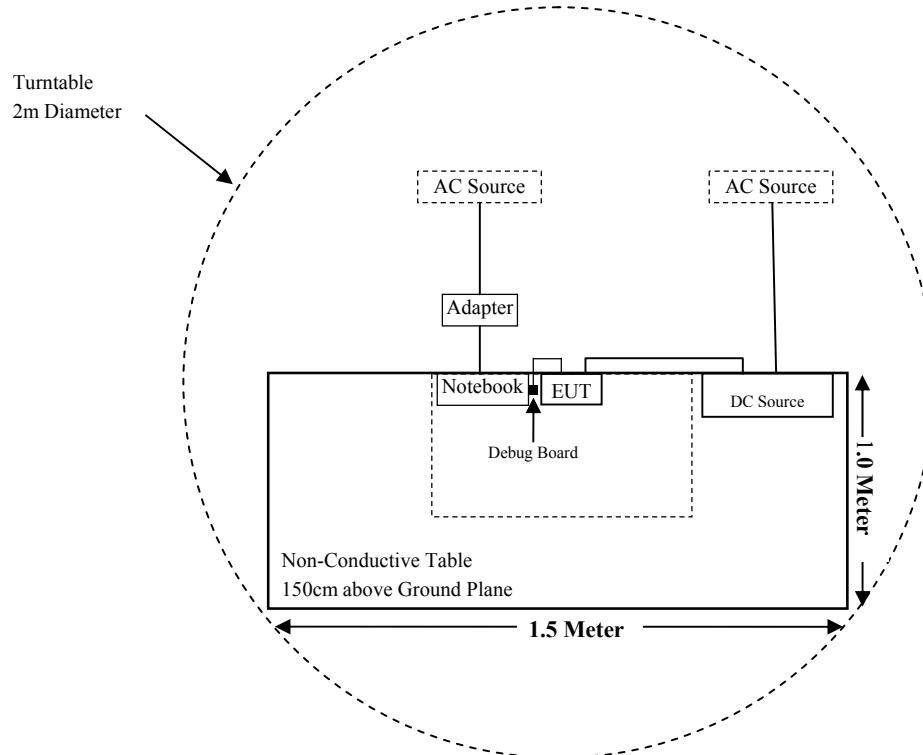 Turntable
2m Diameter
AC Source
AC Source
Adapter
Notebook
EUT
DC Source
Debug Board
1.0 Meter
Non-Conductive Table
150cm above Ground Plane
1.5 Meter